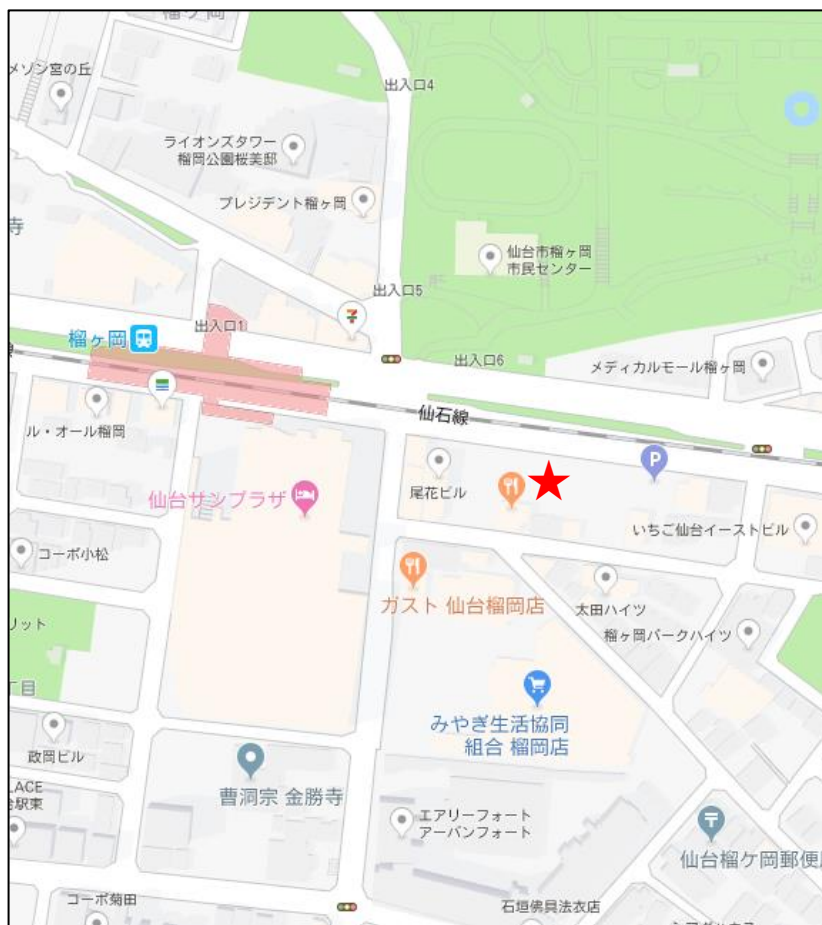 榴ヶ岡
メゾン宮の丘
出入口4
ライオンズタワー
榴岡公園桜美邸
プレジデント榴ヶ岡
寺
仙台市榴ヶ岡
市民センター
出入口5
出入口1
榴ヶ岡
出入口6
メディカルモール榴ヶ岡
線
仙石線
ル・オール榴岡
P
仙台サンプラザ
尾花ビル
いちご仙台イーストビル
コーポ小松
ガスト 仙台榴岡店
太田ハイツ
榴ヶ岡パークハイツ
リット
丁目
みやぎ生活協同
組合 榴岡店
政岡ビル
曹洞宗 金勝寺
LACE
台駅東
エアリーフォート
アーバンフォート
仙台榴ケ岡郵便局
コーポ菊田
石垣佛具法衣店